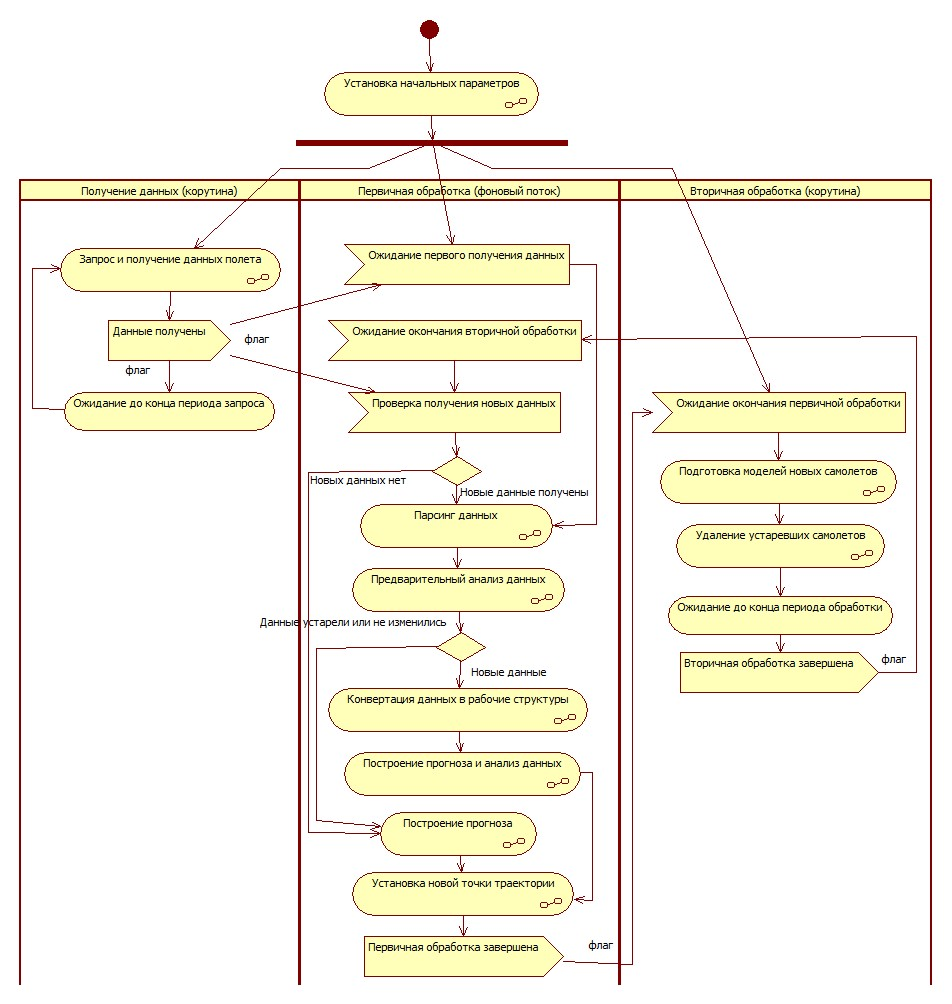 Установка начальных параметров
Получение данных (корутина)
Первичная обработка (фоновый поток)
Вторичная обработка (корутина)
Запрос и получение данных полета
Ожидание первого получения данных
Данные получены
флаг
Ожидание окончания вторичной обработки
флаг
Ожидание до конца периода запроса
Проверка получения новых данных
Ожидание окончания первичной обработки
Новых данных нет
Новые данные получены
Подготовка моделей новых самолетов
Парсинг данных
Удаление устаревших самолетов
Предварительный анализ данных
Ожидание до конца периода обработки
Данные устарели или не изменились
Вторичная обработка завершена
флаг
Новые данные
Конвертация данных в рабочие структуры
Построение прогноза и анализ данных
Построение прогноза
Установка новой точки траектории
Первичная обработка завершена
флаг